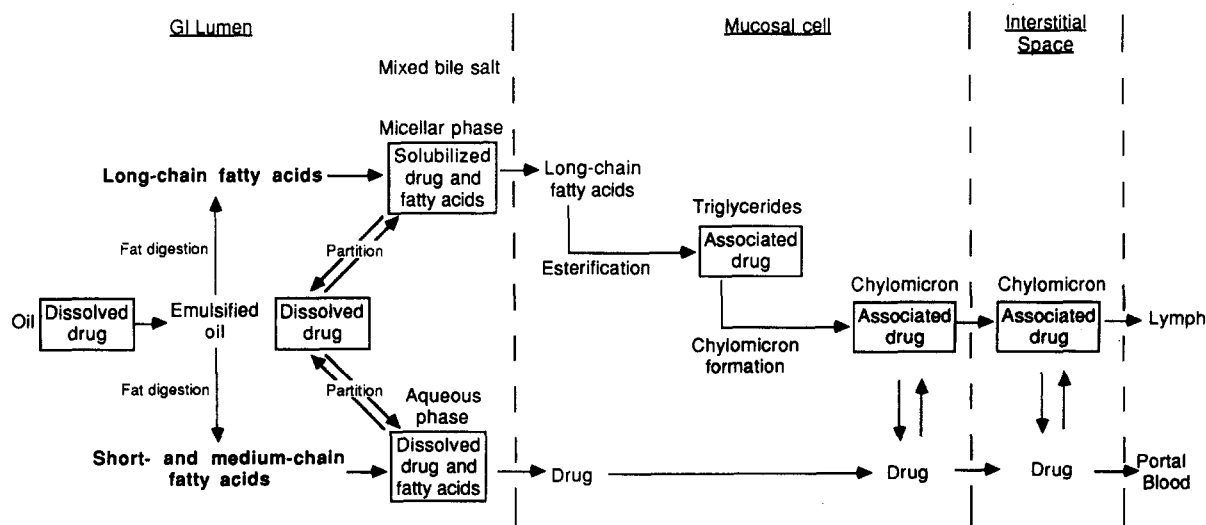 GI Lumen
Mucosal cell
Interstitial
Space
Mixed bile salt
Micellar phase
Solubilized
drug and
fatty acids
Long-chain fatty acids
Long-chain
fatty acids
Triglycerides
Associated
drug
Fat digestion
Partition
Esterification
Oil
Dissolved
drug
Emulsified
oil
Dissolved
drug
Chylomicron
Associated
drug
Chylomicron
Associated
drug
Lymph
Chylomicron
formation
Fat digestion
Partition
Aqueous
phase
Dissolved
drug and
fatty acids
Short- and medium-chain
fatty acids
Drug
Drug
Drug
Portal
Blood